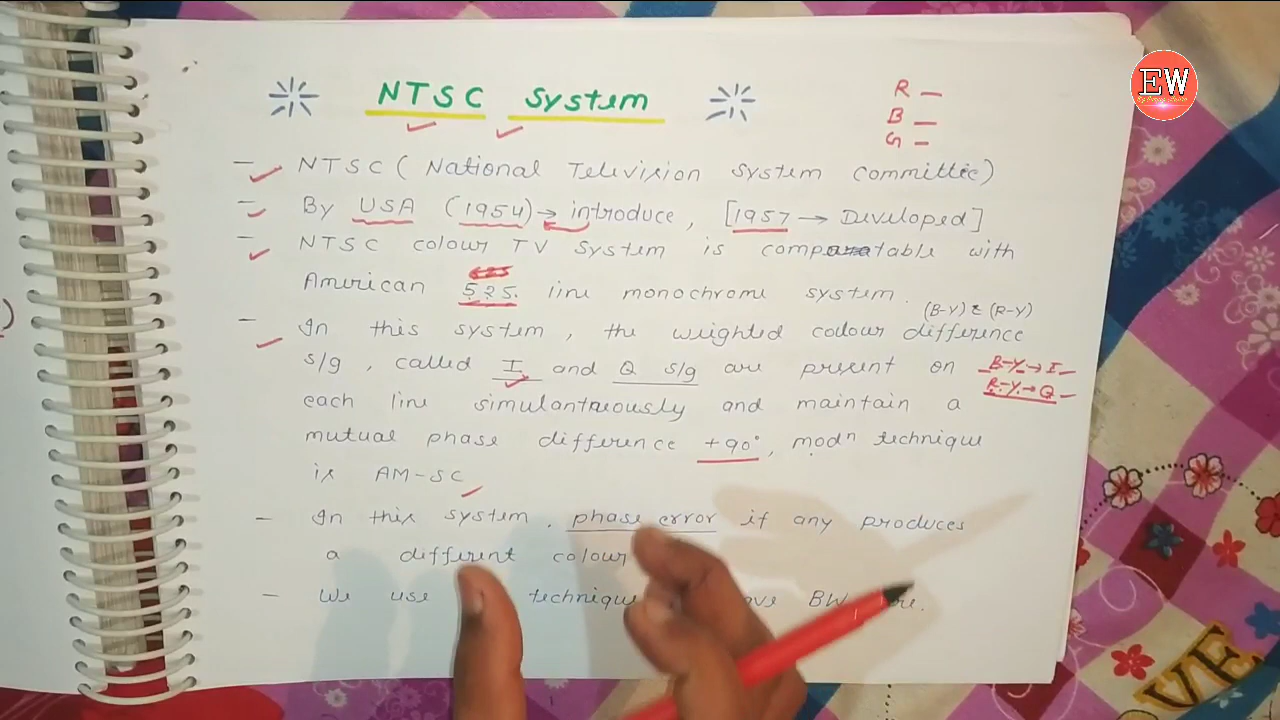 EW
NTSC System
R —
B —
G —
— NTSC ( National Television System Committee )
— By USA (1954) → introduce, [1957 → Developed]
— NTSC colour TV System is compatable with
American 525. line monochrome system.
(B-Y) & (R-Y)
— In this system, the weighted colour difference
s/g, called I and Q s/g are present on
B-Y → I
R-Y → Q
each line simulantneously and maintain a
mutual phase difference +90°, modⁿ technique
is AM-SC
— In this system, phase error if any produces
a different colour
— We use technique BW